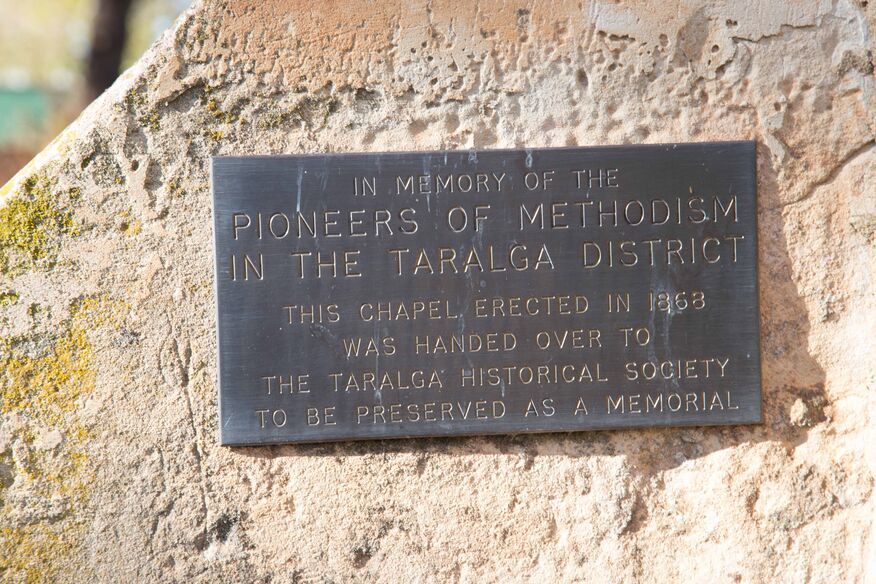 IN MEMORY OF THE
PIONEERS OF METHODISM
IN THE TARALGA DISTRICT
THIS CHAPEL ERECTED IN 1868
WAS HANDED OVER TO
THE TARALGA HISTORICAL SOCIETY
TO BE PRESERVED AS A MEMORIAL